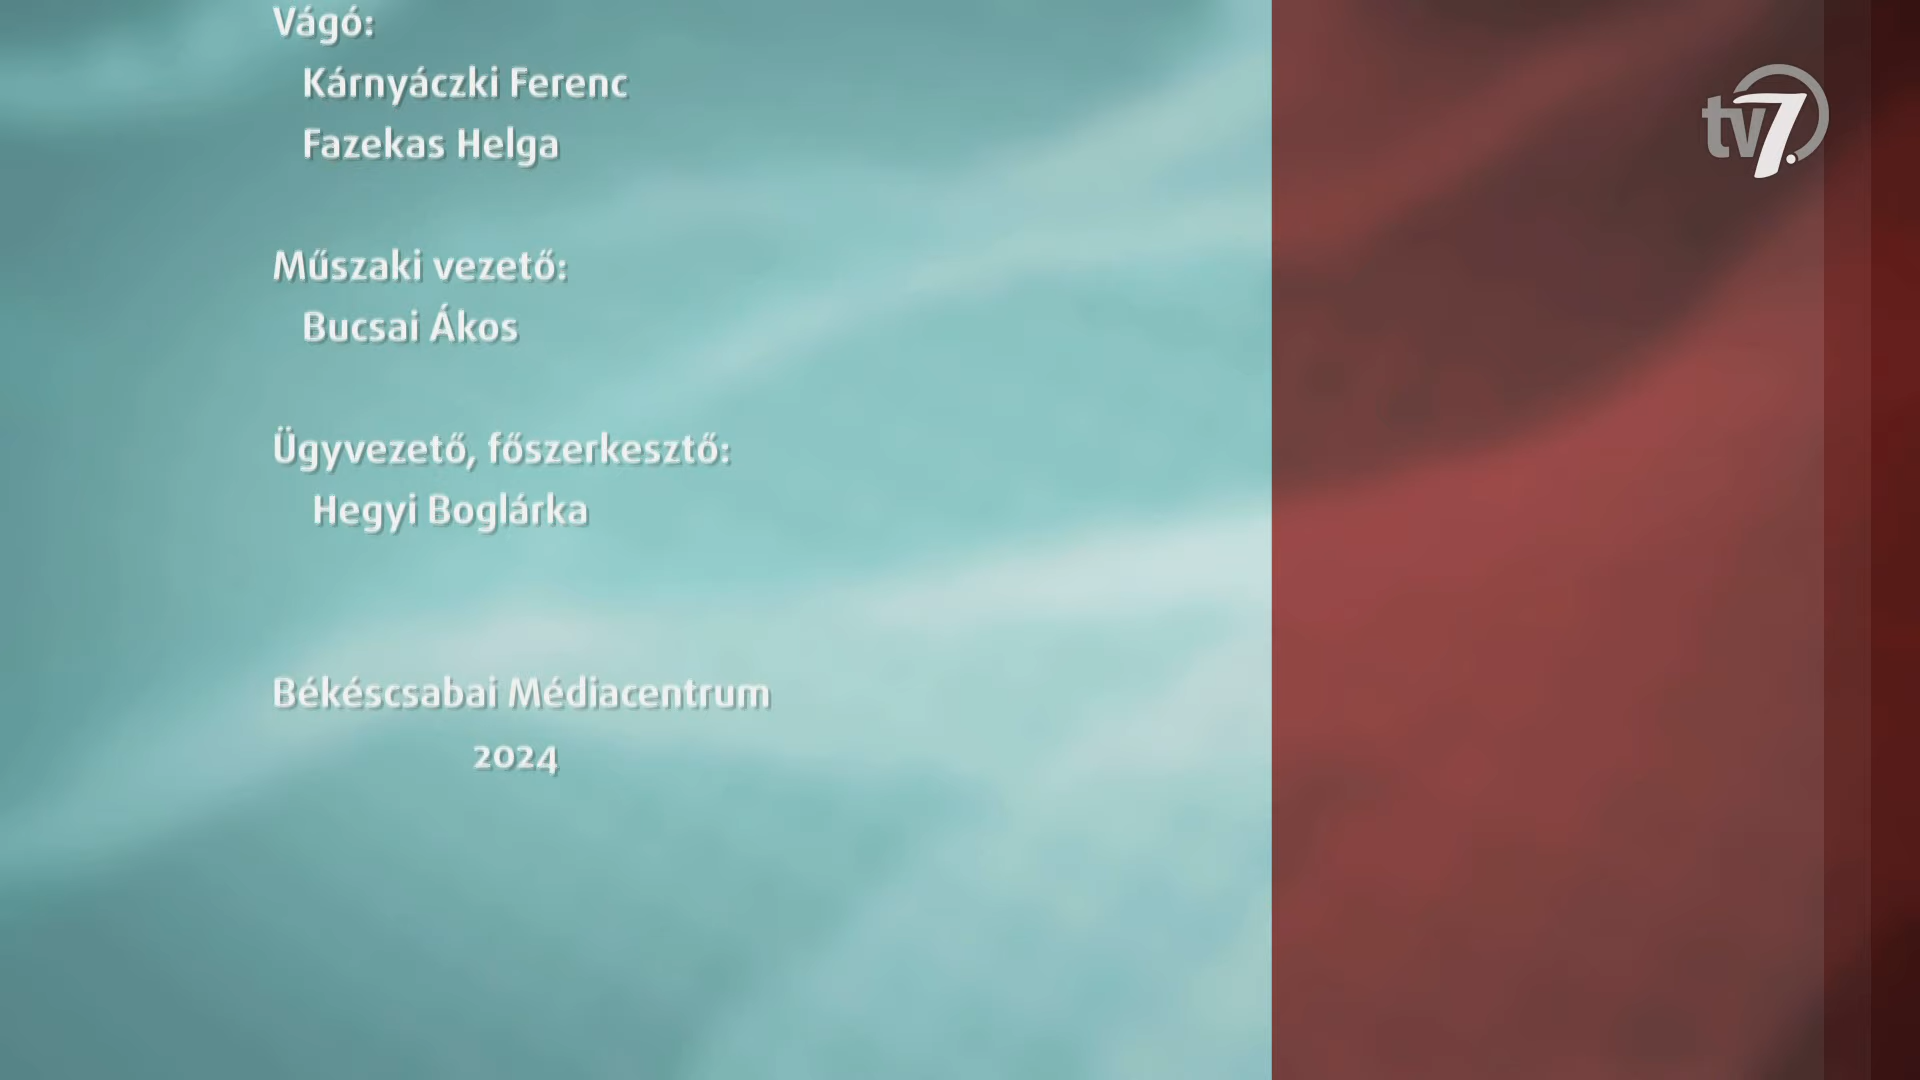 Vágó:
Kárnyáczki Ferenc
Fazekas Helga
Műszaki vezető:
Bucsai Ákos
Ügyvezető, főszerkesztő:
Hegyi Boglárka
Békéscsabai Médiacentrum
2024
tv7.